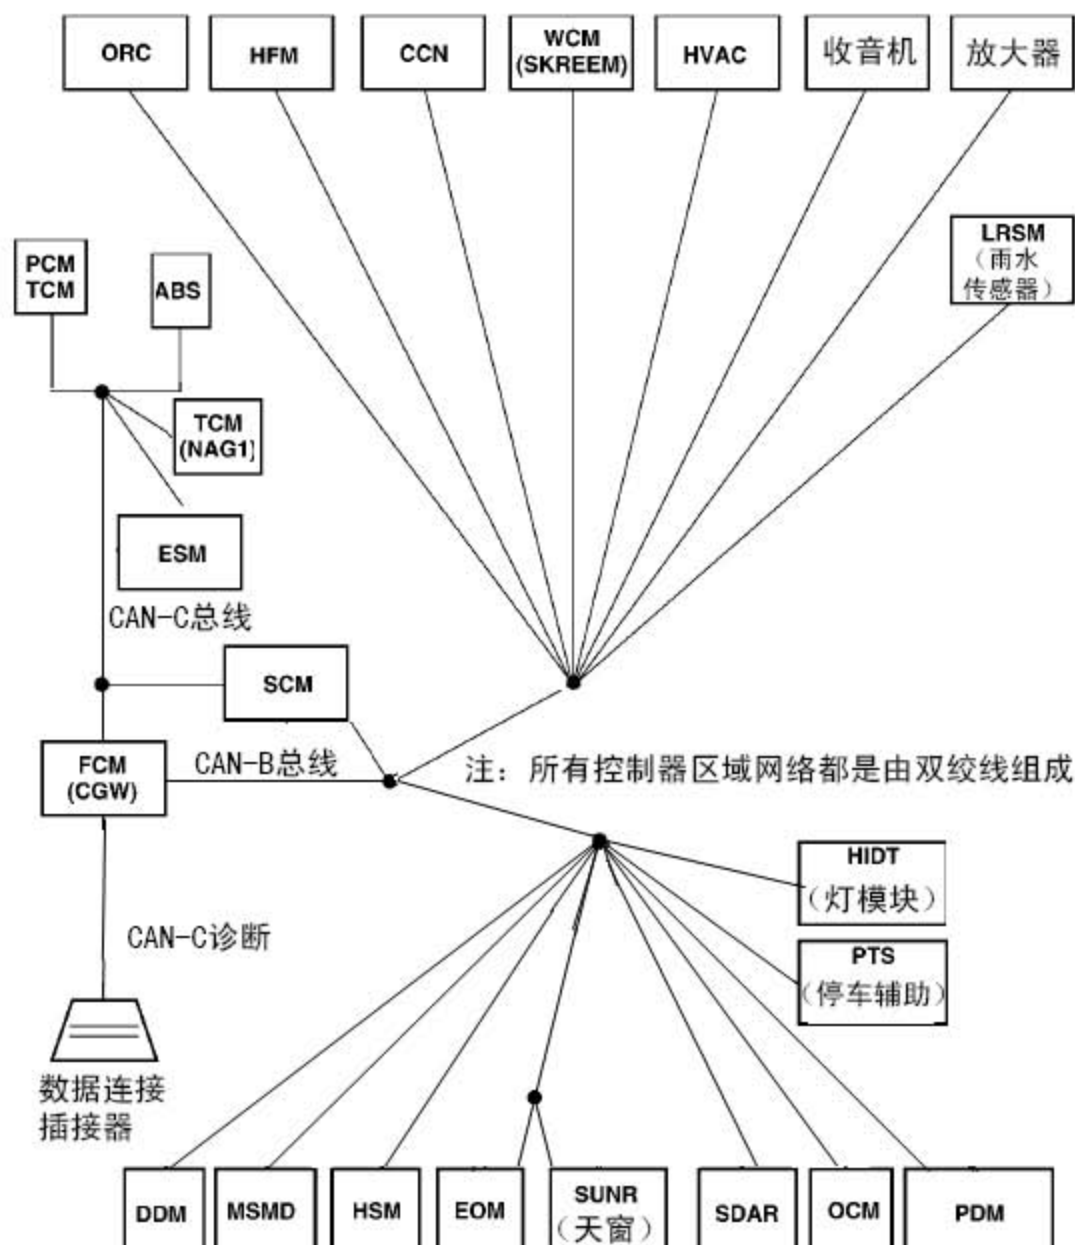 ORC
HFM
CCN
WCM
(SKREEM)
HVAC
收音机
放大器
LRSM
（雨水
传感器）
PCM
TCM
ABS
TCM
(NAG1)
ESM
CAN-C总线
SCM
FCM
(CGW)
CAN-B总线
注：所有控制器区域网络都是由双绞线组成
HIDT
（灯模块）
CAN-C诊断
PTS
（停车辅助）
数据连接
插接器
DDM
MSMD
HSM
EOM
SUNR
（天窗）
SDAR
OCM
PDM